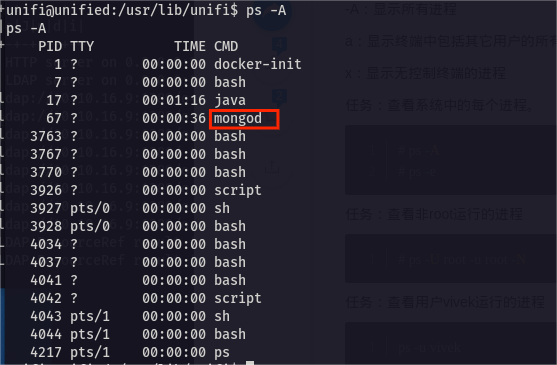 unifi@unified:/usr/lib/unifi$ ps -A
ps -A
PID TTY TIME CMD
1 ? 00:00:00 docker-init
7 ? 00:00:00 bash
17 ? 00:01:16 java
67 ? 00:00:36 mongod
3763 ? 00:00:00 bash
3767 ? 00:00:00 bash
3770 ? 00:00:00 bash
3926 ? 00:00:00 script
3927 pts/0 00:00:00 sh
3928 pts/0 00:00:00 bash
4034 ? 00:00:00 bash
4037 ? 00:00:00 bash
4041 ? 00:00:00 bash
4042 ? 00:00:00 script
4043 pts/1 00:00:00 sh
4044 pts/1 00:00:00 bash
4217 pts/1 00:00:00 ps
-A：显示所有进程
a：显示终端中包括其它用户的所有
x：显示无控制终端的进程
任务：查看系统中的每个进程。
任务：查看非root运行的进程
任务：查看用户vivek运行的进程